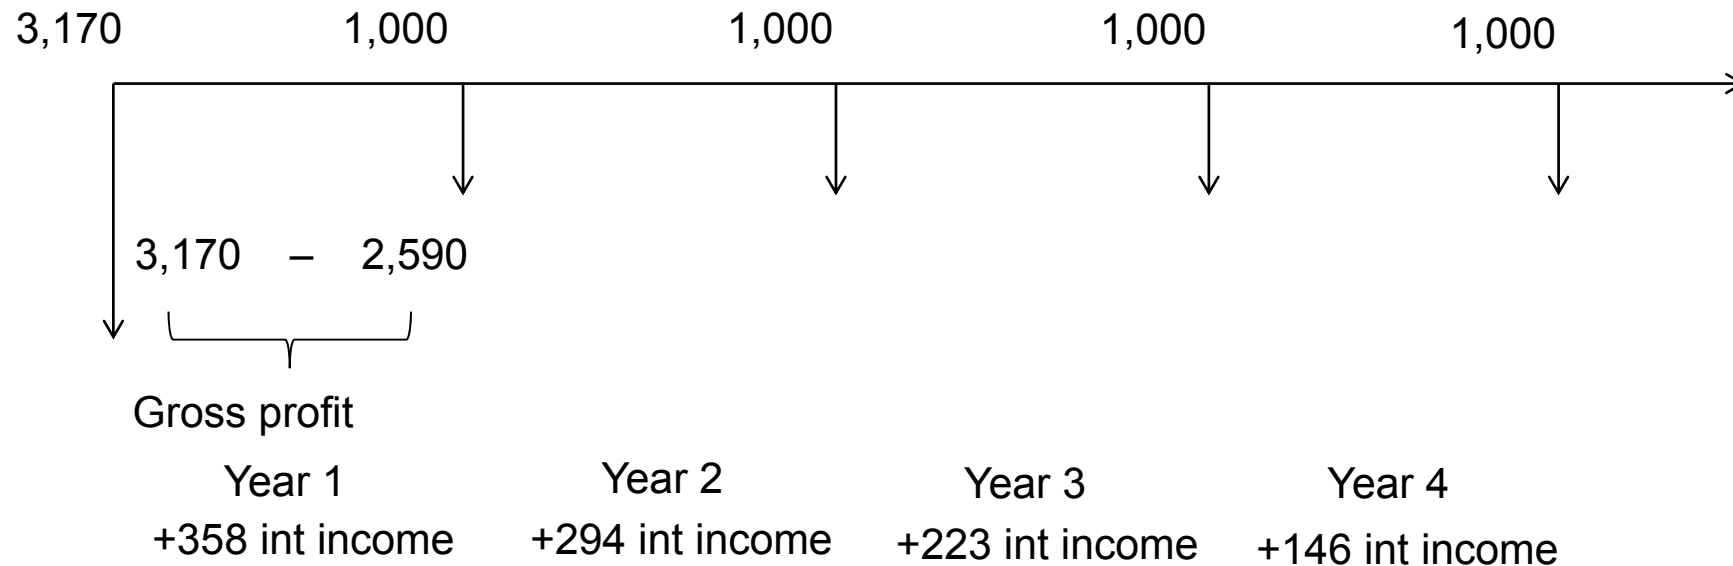 3,170 1,000 1,000 1,000 1,000
3,170 – 2,590
Gross profit
Year 1 Year 2 Year 3 Year 4
+358 int income +294 int income +223 int income +146 int income